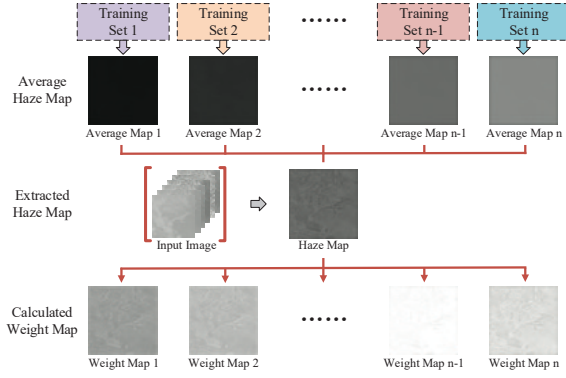 Training Set 1
Training Set 2
......
Training Set n-1
Training Set n
Average Haze Map
Average Map 1
Average Map 2
......
Average Map n-1
Average Map n
Extracted Haze Map
Input Image
Haze Map
Calculated Weight Map
Weight Map 1
Weight Map 2
......
Weight Map n-1
Weight Map n